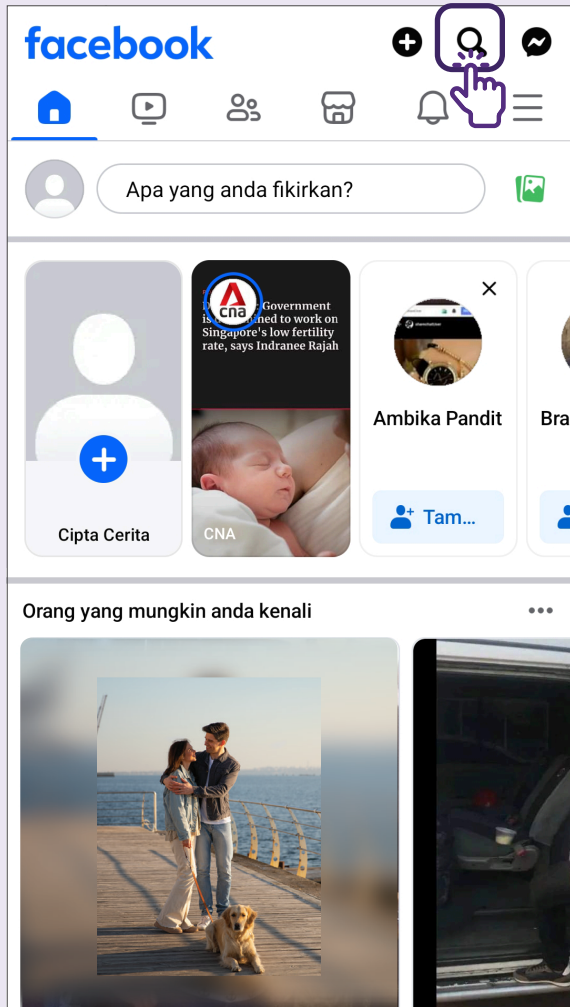 facebook
Apa yang anda fikirkan?
Government
to work on
Singapore's low fertility
rate, says Indranee Rajah
cna
CNA
Cipta Cerita
Ambika Pandit
Tam...
Bra
Orang yang mungkin anda kenali